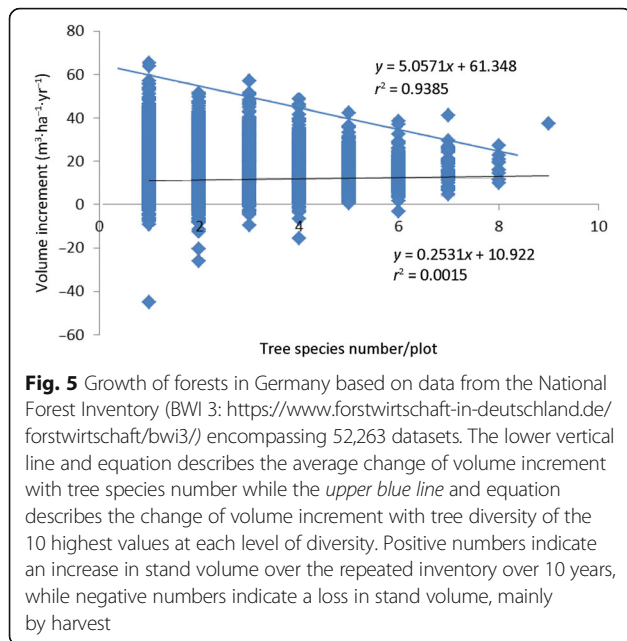 80
60
40
20
0
−20
−40
−60
0
2
4
6
8
10
Volume increment (m³·ha⁻¹·yr⁻¹)
y = 5.0571x + 61.348
r² = 0.9385
y = 0.2531x + 10.922
r² = 0.0015
Tree species number/plot
Fig. 5 Growth of forests in Germany based on data from the National
Forest Inventory (BWI 3: https://www.forstwirtschaft-in-deutschland.de/
forstwirtschaft/bwi3/) encompassing 52,263 datasets. The lower vertical
line and equation describes the average change of volume increment
with tree species number while the upper blue line and equation
describes the change of volume increment with tree diversity of the
10 highest values at each level of diversity. Positive numbers indicate
an increase in stand volume over the repeated inventory over 10 years,
while negative numbers indicate a loss in stand volume, mainly
by harvest